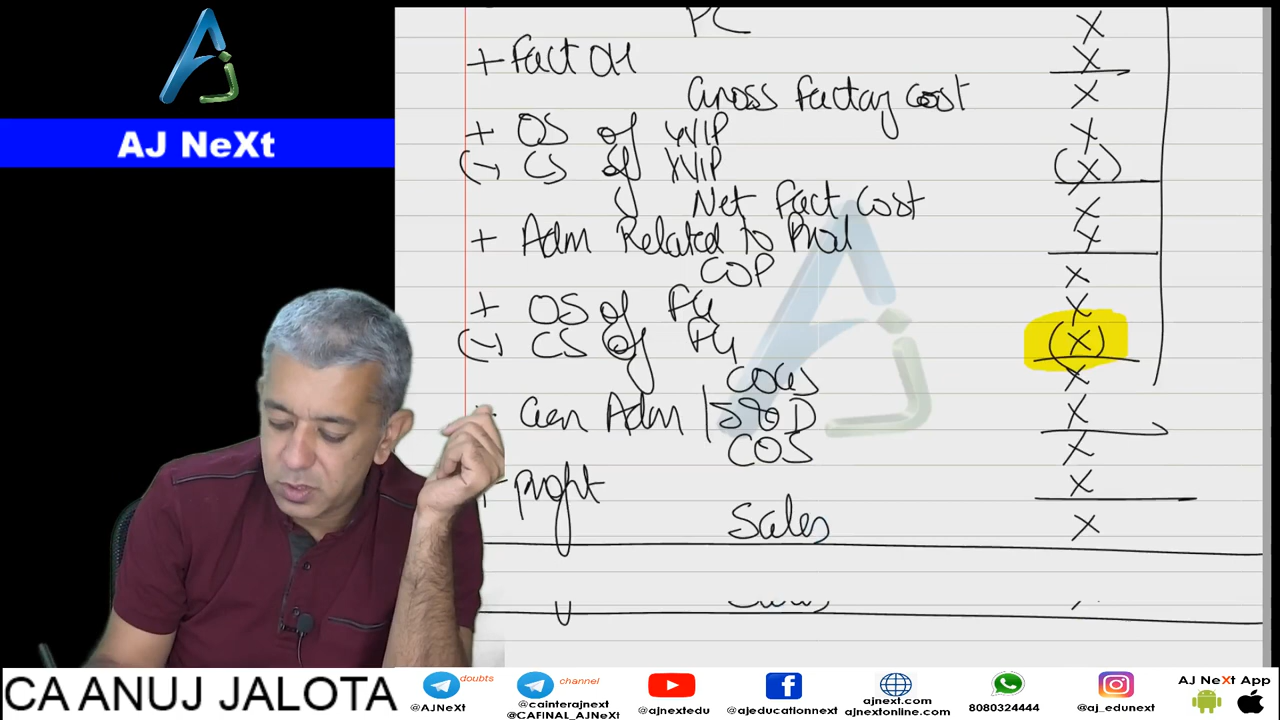 Aj
AJ NeXt
PC X
+ Fact OH X
Gross Factory Cost X
+ OS of WIP X
(-) CS of WIP (X)
Net Fact Cost X
+ Adm Related to Prod X
COP X
+ OS of FG X
(-) CS of FG (X)
COGS X
+ Gen Adm | S & D X
COS X
+ Profit X
Sales X
CA ANUJ JALOTA
doubts
@AJNeXt
channel
@cainterajnext
@CAFINAL_AJNeXt
@ajnextedu
@ajeducationnext
ajnext.com
ajnextonline.com
8080324444
@aj_edunext
AJ NeXt App